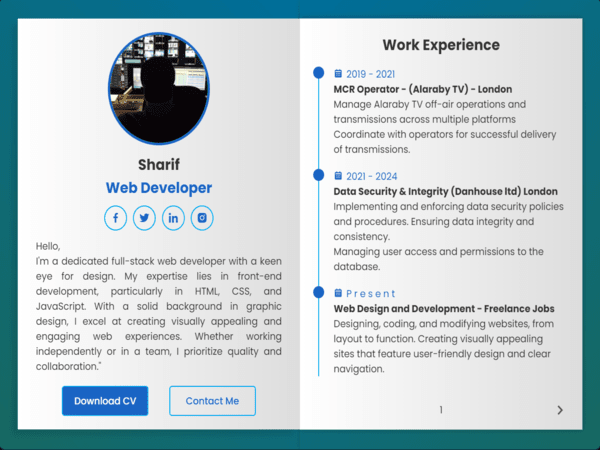 Sharif
Web Developer
Hello,
I'm a dedicated full-stack web developer with a keen
eye for design. My expertise lies in front-end
development, particularly in HTML, CSS, and
JavaScript. With a solid background in graphic
design, I excel at creating visually appealing and
engaging web experiences. Whether working
independently or in a team, I prioritize quality and
collaboration."
Download CV
Contact Me
Work Experience
2019 - 2021
MCR Operator - (Alaraby TV) - London
Manage Alaraby TV off-air operations and
transmissions across multiple platforms
Coordinate with operators for successful delivery
of transmissions.
2021 - 2024
Data Security & Integrity (Danhouse ltd) London
Implementing and enforcing data security policies
and procedures. Ensuring data integrity and
consistency.
Managing user access and permissions to the
database.
Present
Web Design and Development - Freelance Jobs
Designing, coding, and modifying websites, from
layout to function. Creating visually appealing
sites that feature user-friendly design and clear
navigation.
1